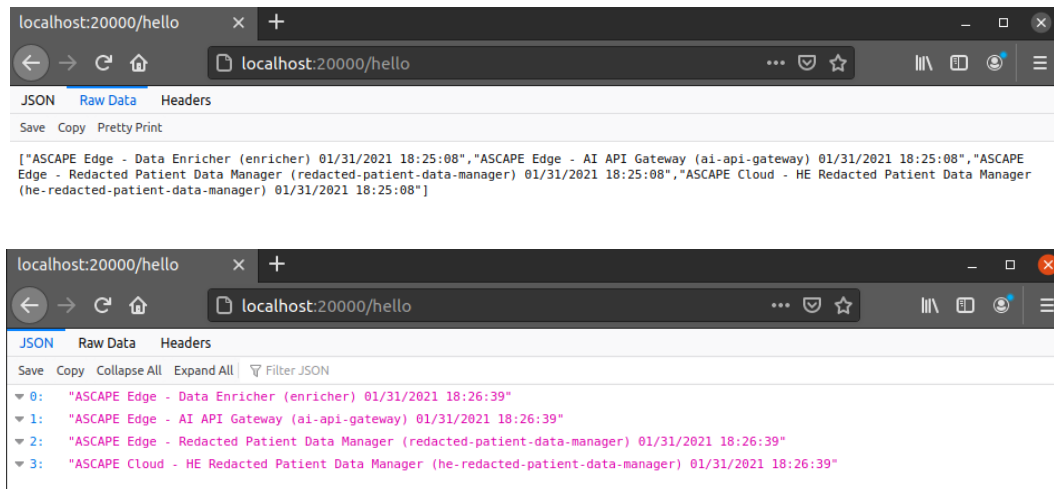 localhost:20000/hello
localhost:20000/hello
JSON Raw Data Headers
Save Copy Pretty Print
["ASCAPE Edge - Data Enricher (enricher) 01/31/2021 18:25:08","ASCAPE Edge - AI API Gateway (ai-api-gateway) 01/31/2021 18:25:08","ASCAPE
Edge - Redacted Patient Data Manager (redacted-patient-data-manager) 01/31/2021 18:25:08","ASCAPE Cloud - HE Redacted Patient Data Manager
(he-redacted-patient-data-manager) 01/31/2021 18:25:08"]
localhost:20000/hello
localhost:20000/hello
JSON Raw Data Headers
Save Copy Collapse All Expand All Filter JSON
0: "ASCAPE Edge - Data Enricher (enricher) 01/31/2021 18:26:39"
1: "ASCAPE Edge - AI API Gateway (ai-api-gateway) 01/31/2021 18:26:39"
2: "ASCAPE Edge - Redacted Patient Data Manager (redacted-patient-data-manager) 01/31/2021 18:26:39"
3: "ASCAPE Cloud - HE Redacted Patient Data Manager (he-redacted-patient-data-manager) 01/31/2021 18:26:39"